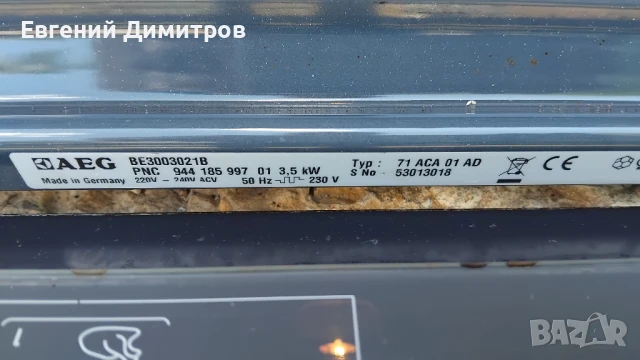 Евгений Димитров
AEG BE3003021B Typ : 71 ACA 01 AD CE
PNC 944 185 997 01 3,5 kW S No 53013018
Made in Germany 220V - 240V ACV 50 Hz 230 V
1
BAZAR